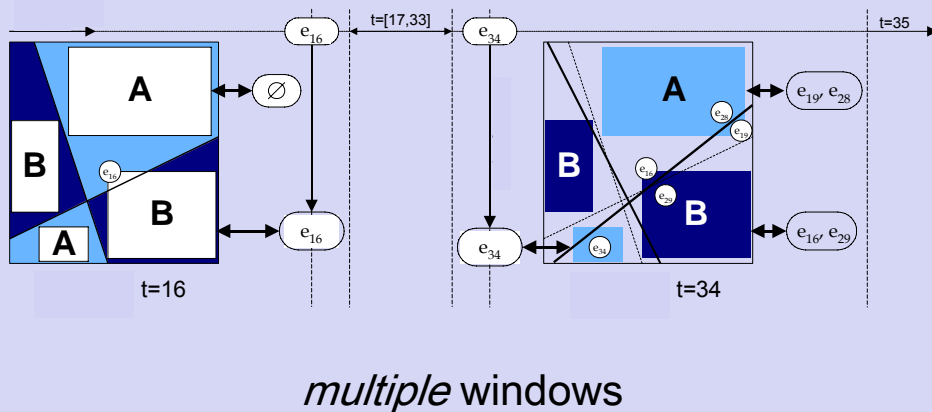 e16
t=[17,33]
e34
t=35
A
∅
A
e19, e28
e28
e19
B
e16
B
e16
B
e16
e29
B
e16, e29
A
e34
e34
t=16
t=34
multiple windows